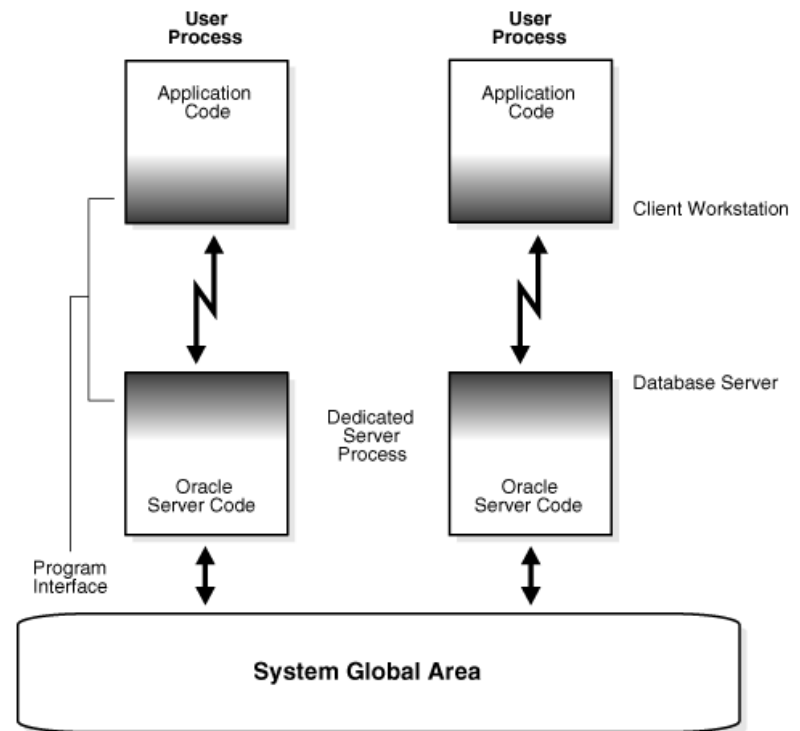 User
Process
User
Process
Application
Code
Application
Code
Client Workstation
Database Server
Dedicated
Server
Process
Oracle
Server Code
Oracle
Server Code
Program
Interface
System Global Area